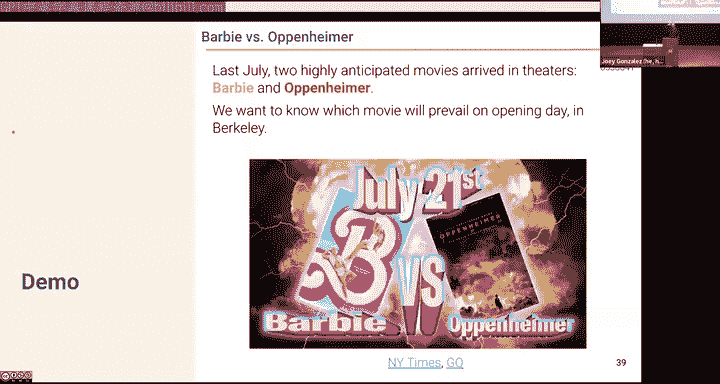 Barbie vs. Oppenheimer
Last July, two highly anticipated movies arrived in theaters:
Barbie and Oppenheimer.
We want to know which movie will prevail on opening day, in
Berkeley.
July 21st
B
VS
OPPENHEIMER
Barbie
Oppenheimer
Demo
NY Times, GQ
39
Joey Gonzalez (he, h...